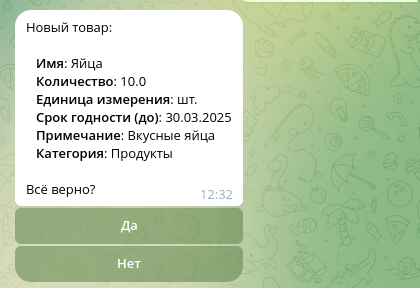 Новый товар:
Имя: Яйца
Количество: 10.0
Единица измерения: шт.
Срок годности (до): 30.03.2025
Примечание: Вкусные яйца
Категория: Продукты
Всё верно?
12:32
Да
Нет